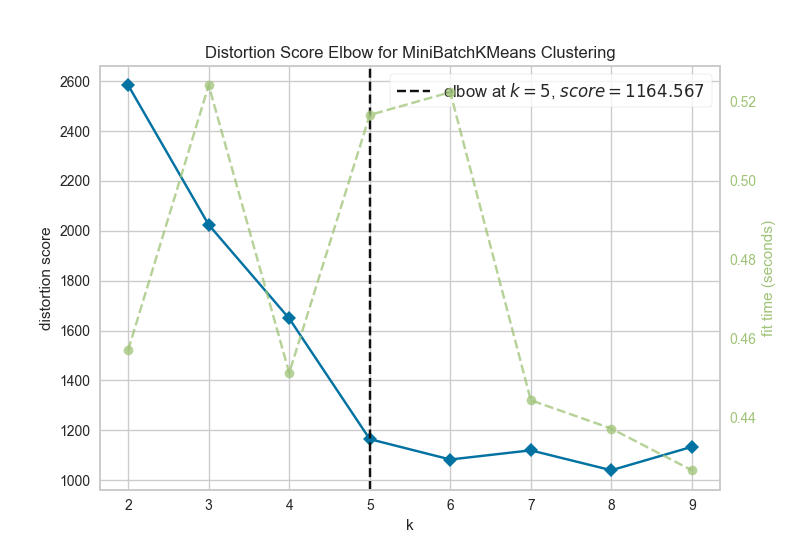 Distortion Score Elbow for MiniBatchKMeans Clustering
elbow at k = 5, score = 1164.567
distortion score
2600
2400
2200
2000
1800
1600
1400
1200
1000
0.52
0.50
0.48
0.46
0.44
fit time (seconds)
2 3 4 5 6 7 8 9
k